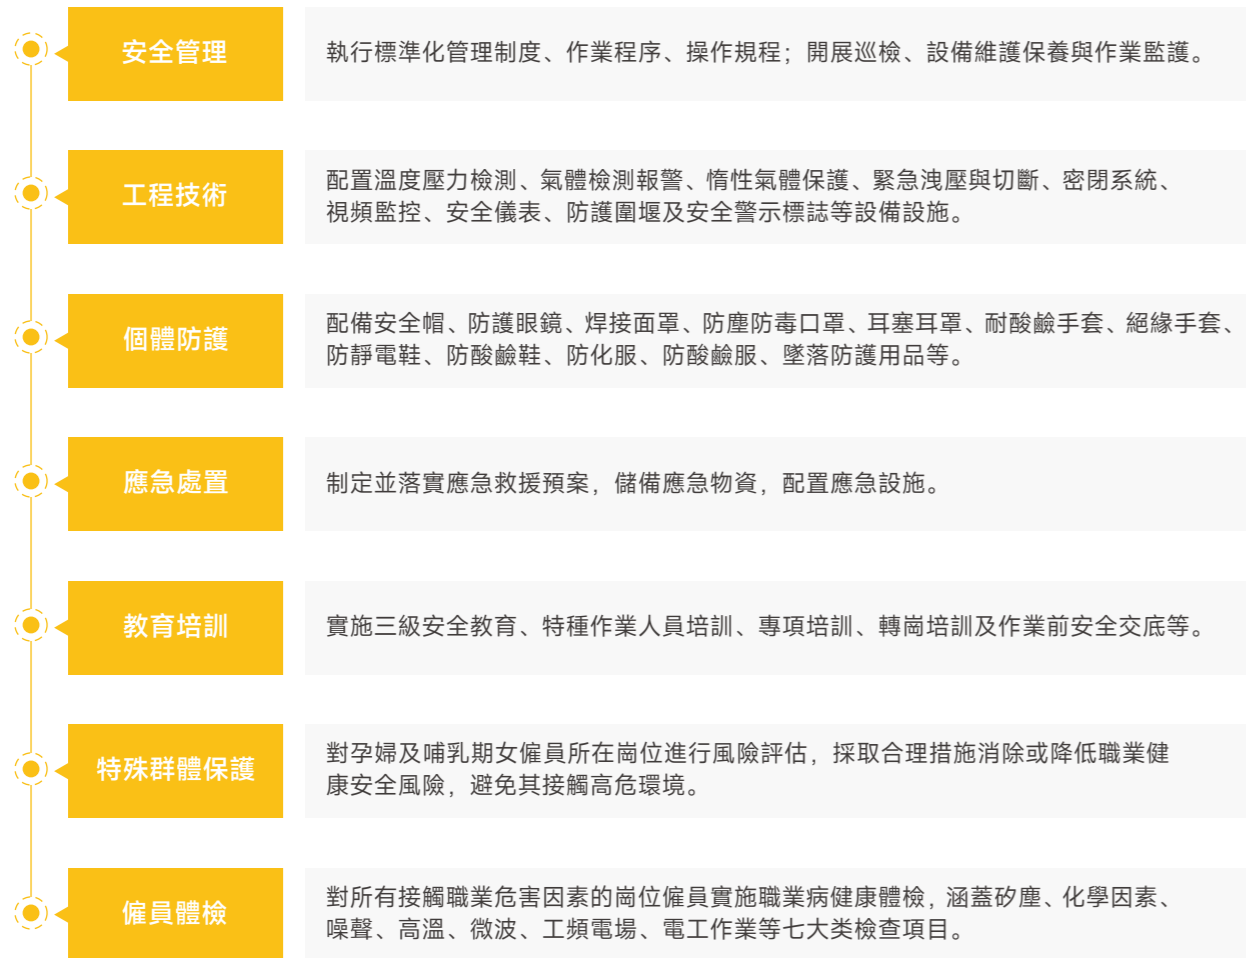 安全管理
執行標準化管理制度、作業程序、操作規程；開展巡檢、設備維護保養與作業監護。
工程技術
配置溫度壓力檢測、氣體檢測報警、惰性氣體保護、緊急洩壓與切斷、密閉系統、
視頻監控、安全儀表、防護圍堰及安全警示標誌等設備設施。
個體防護
配備安全帽、防護眼鏡、焊接面罩、防塵防毒口罩、耳塞耳罩、耐酸鹼手套、絕緣手套、
防靜電鞋、防酸鹼鞋、防化服、防酸鹼服、墜落防護用品等。
應急處置
制定並落實應急救援預案，儲備應急物資，配置應急設施。
教育培訓
實施三級安全教育、特種作業人員培訓、專項培訓、轉崗培訓及作業前安全交底等。
特殊群體保護
對孕婦及哺乳期女僱員所在崗位進行風險評估，採取合理措施消除或降低職業健
康安全風險，避免其接觸高危環境。
僱員體檢
對所有接觸職業危害因素的崗位僱員實施職業病健康體檢，涵蓋矽塵、化學因素、
噪聲、高溫、微波、工頻電場、電工作業等七大类檢查項目。